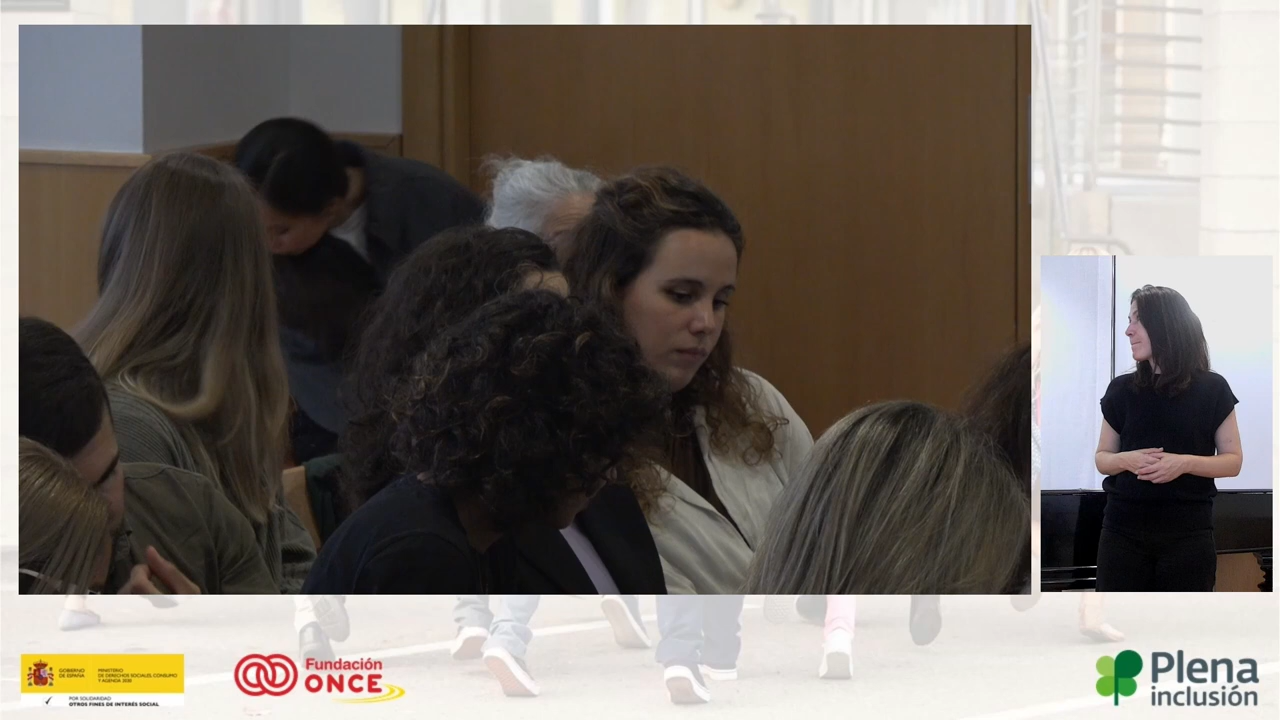 GOBIERNO
DE ESPAÑA
MINISTERIO
DE DERECHOS SOCIALES, CONSUMO
Y AGENDA 2030
POR SOLIDARIDAD
OTROS FINES DE INTERÉS SOCIAL
Fundación
ONCE
Plena
inclusión